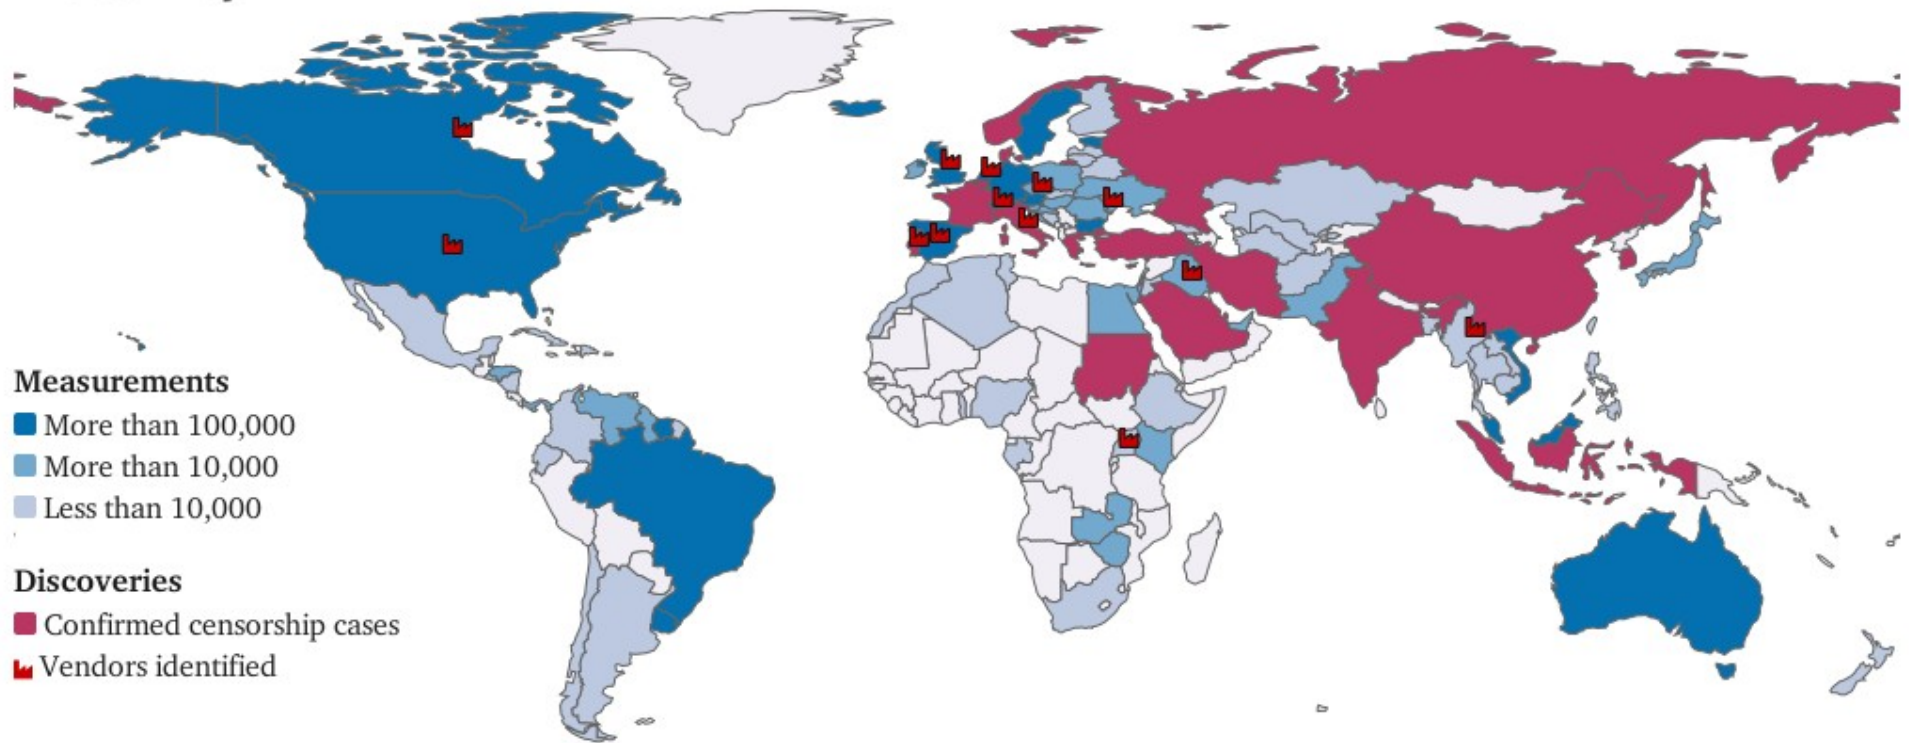 Measurements
More than 100,000
More than 10,000
Less than 10,000
Discoveries
Confirmed censorship cases
Vendors identified